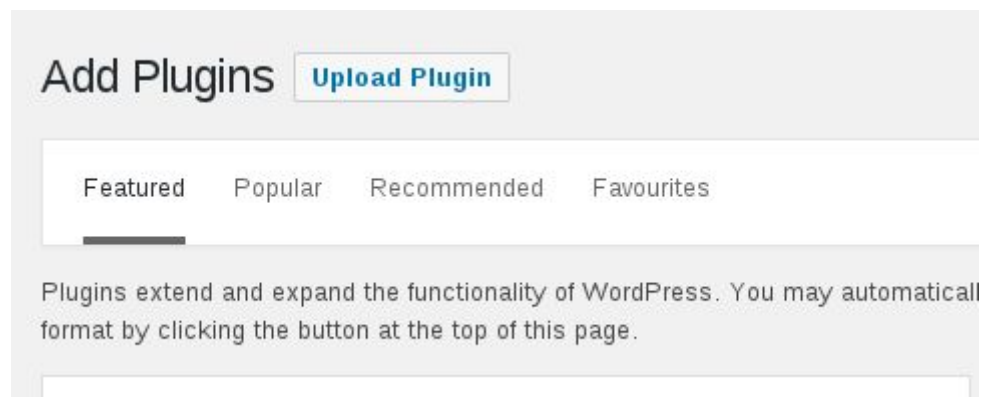 Add Plugins Upload Plugin
Featured Popular Recommended Favourites
Plugins extend and expand the functionality of WordPress. You may automaticall
format by clicking the button at the top of this page.